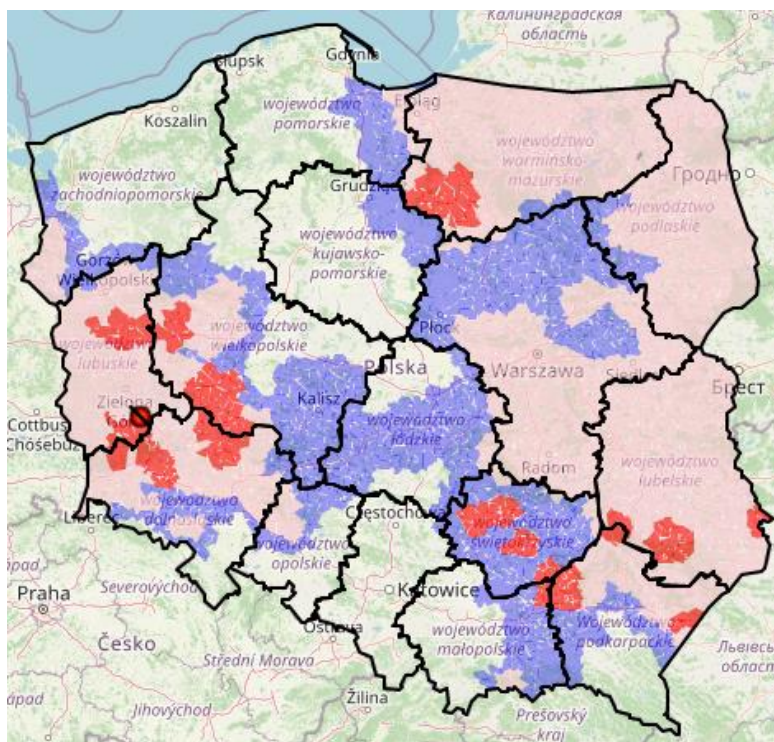 Калининградская
область
Słupsk
Gdynia
Elbląg
Koszalin
województwo
pomorskie
województwo
warmińsko-
mazurskie
województwo
zachodniopomorskie
Гродно
Grudziądz
województwo
podlaskie
województwo
kujawsko-
pomorskie
Gorzów
Wielkopolski
Płock
województwo
wielkopolskie
województwo
lubuskie
Polska
Warszawa
Siedlce
Брест
Kalisz
Zielona
Góra
Cottbus
Chóśebuz
województwo
łódzkie
Radom
województwo
lubelskie
Liberec
województwo
dolnośląskie
Częstochowa
województwo
świętokrzyskie
województwo
opolskie
Severovýchod
Katowice
Praha
województwo
małopolskie
Województwo
podkarpackie
Ostrava
Česko
Střední Morava
Львівська
област
Žilina
Jihovýchod
Prešovský
kraj